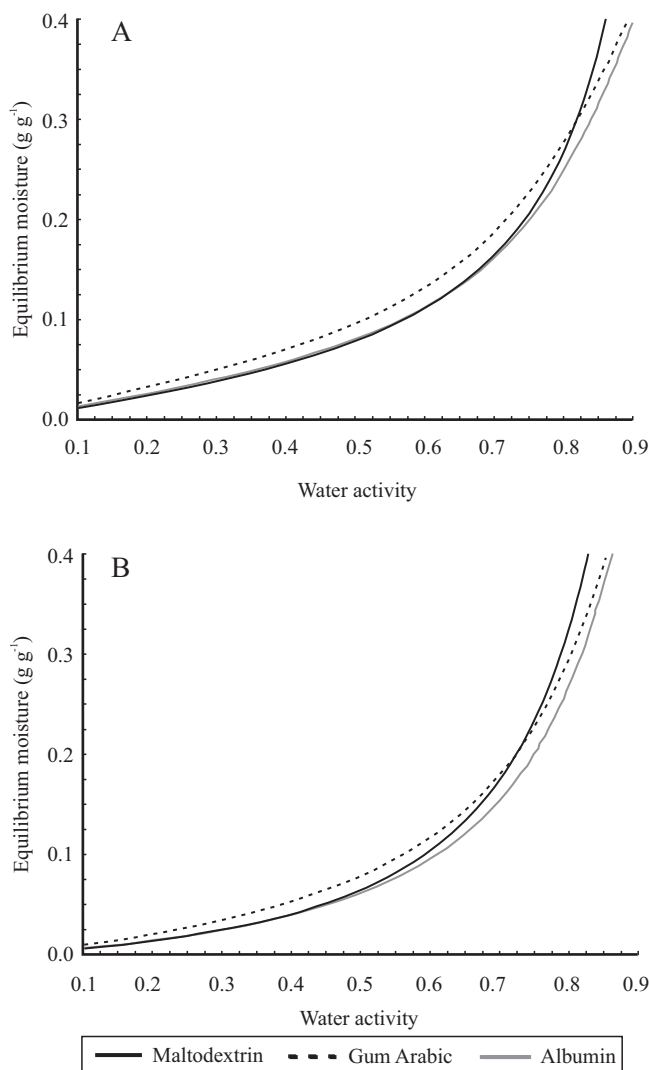 A
Equilibrium moisture (g g⁻¹)
0.4
0.3
0.2
0.1
0.0
0.1 0.2 0.3 0.4 0.5 0.6 0.7 0.8 0.9
Water activity
B
Equilibrium moisture (g g⁻¹)
0.4
0.3
0.2
0.1
0.0
0.1 0.2 0.3 0.4 0.5 0.6 0.7 0.8 0.9
Water activity
Maltodextrin Gum Arabic Albumin